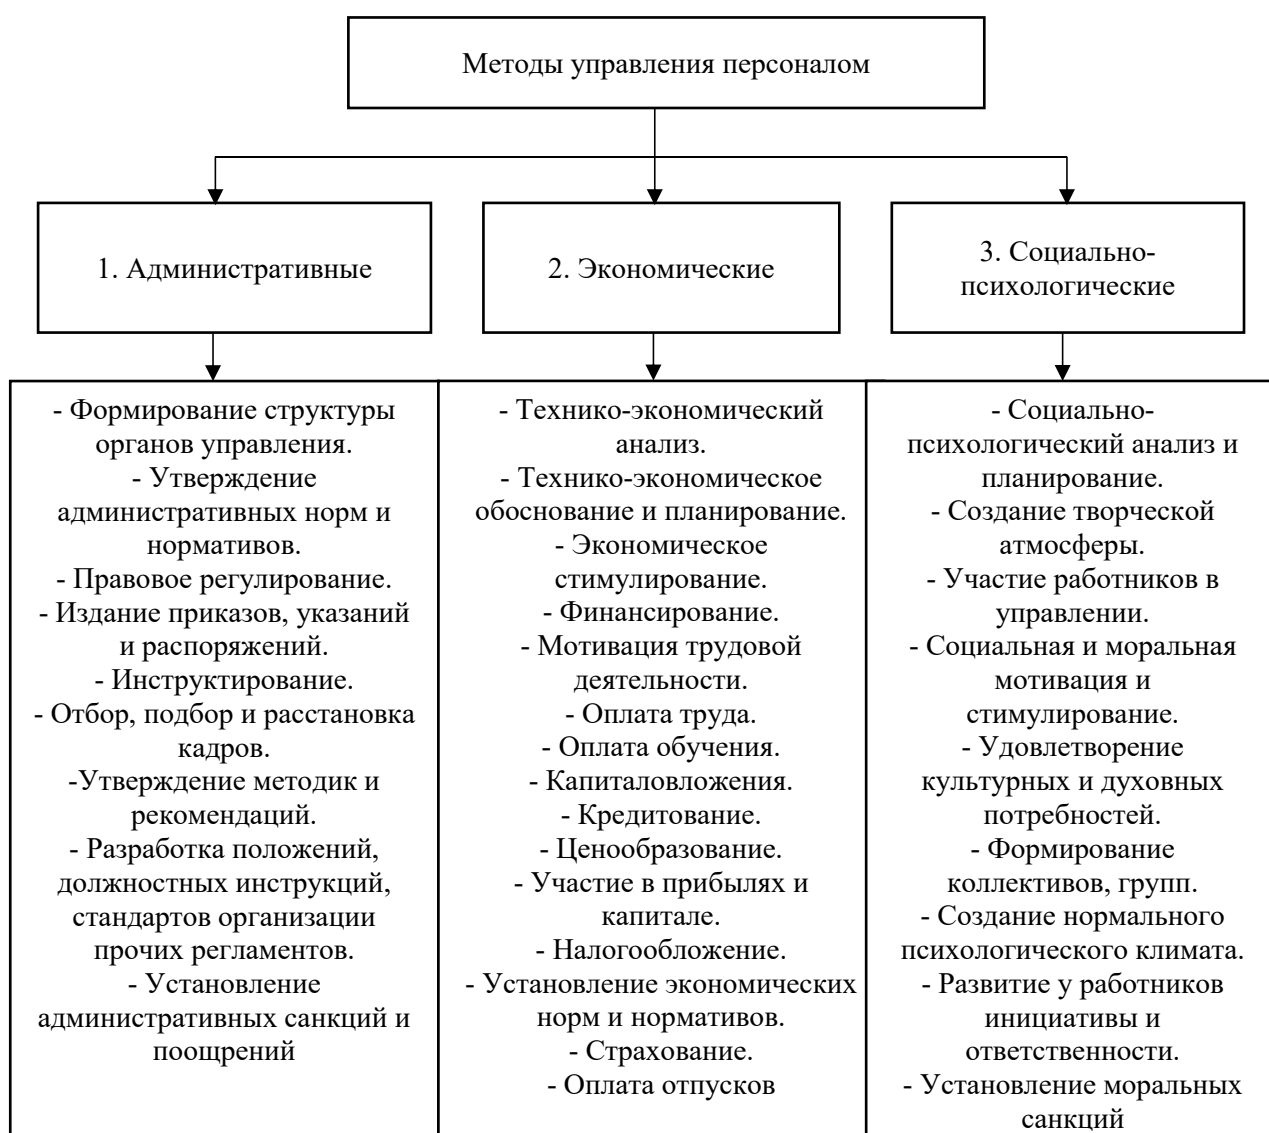 Методы управления персоналом
1. Административные
2. Экономические
3. Социально-
психологические
- Формирование структуры
органов управления.
- Утверждение
административных норм и
нормативов.
- Правовое регулирование.
- Издание приказов, указаний
и распоряжений.
- Инструктирование.
- Отбор, подбор и расстановка
кадров.
-Утверждение методик и
рекомендаций.
- Разработка положений,
должностных инструкций,
стандартов организации
прочих регламентов.
- Установление
административных санкций и
поощрений
- Технико-экономический
анализ.
- Технико-экономическое
обоснование и планирование.
- Экономическое
стимулирование.
- Финансирование.
- Мотивация трудовой
деятельности.
- Оплата труда.
- Оплата обучения.
- Капиталовложения.
- Кредитование.
- Ценообразование.
- Участие в прибылях и
капитале.
- Налогообложение.
- Установление экономических
норм и нормативов.
- Страхование.
- Оплата отпусков
- Социально-
психологический анализ и
планирование.
- Создание творческой
атмосферы.
- Участие работников в
управлении.
- Социальная и моральная
мотивация и
стимулирование.
- Удовлетворение
культурных и духовных
потребностей.
- Формирование
коллективов, групп.
- Создание нормального
психологического климата.
- Развитие у работников
инициативы и
ответственности.
- Установление моральных
санкций